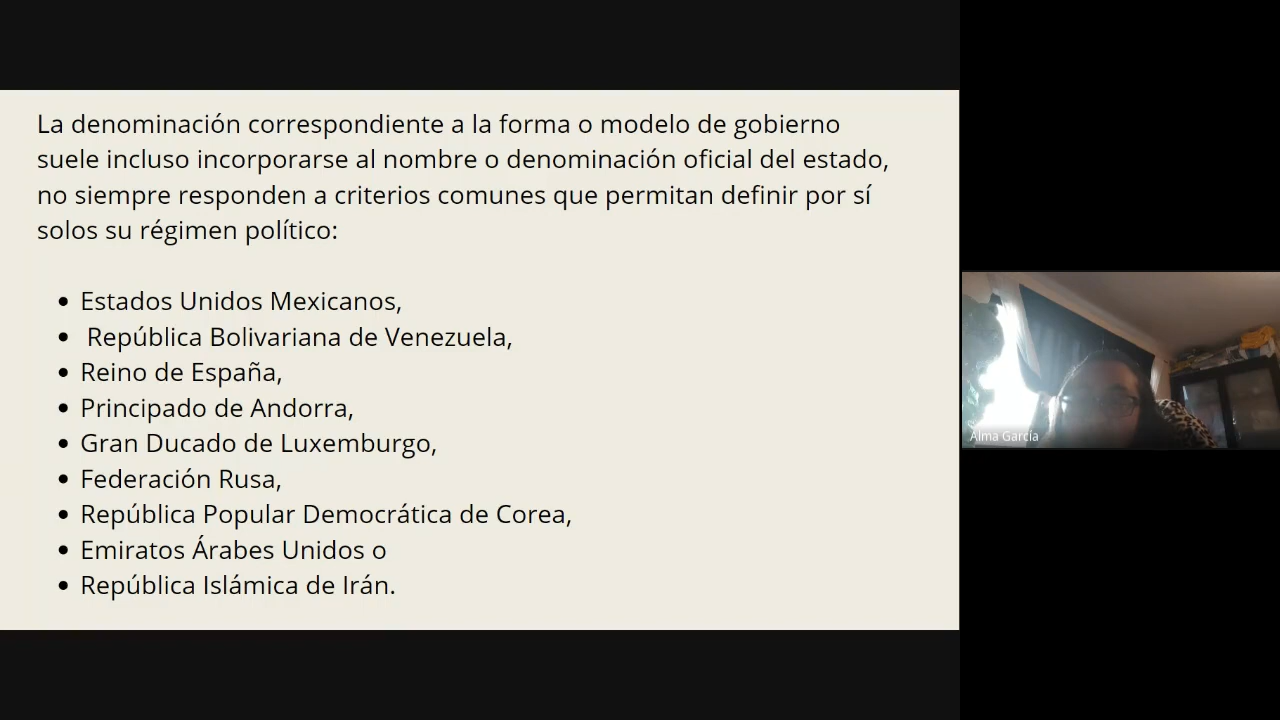 La denominación correspondiente a la forma o modelo de gobierno
suele incluso incorporarse al nombre o denominación oficial del estado,
no siempre responden a criterios comunes que permitan definir por sí
solos su régimen político:
• Estados Unidos Mexicanos,
• República Bolivariana de Venezuela,
• Reino de España,
• Principado de Andorra,
• Gran Ducado de Luxemburgo,
• Federación Rusa,
• República Popular Democrática de Corea,
• Emiratos Árabes Unidos o
• República Islámica de Irán.
Alma García